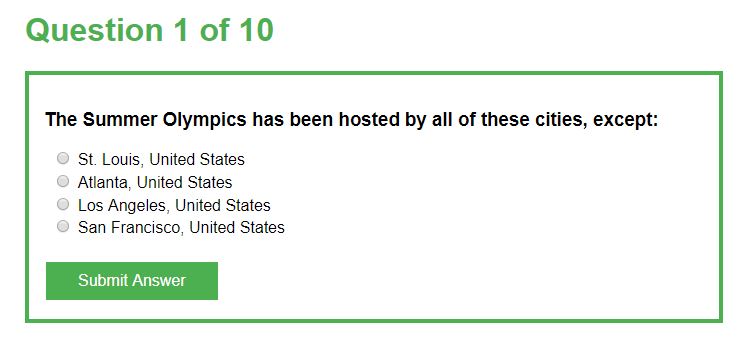 Question 1 of 10
The Summer Olympics has been hosted by all of these cities, except:
St. Louis, United States
Atlanta, United States
Los Angeles, United States
San Francisco, United States
Submit Answer